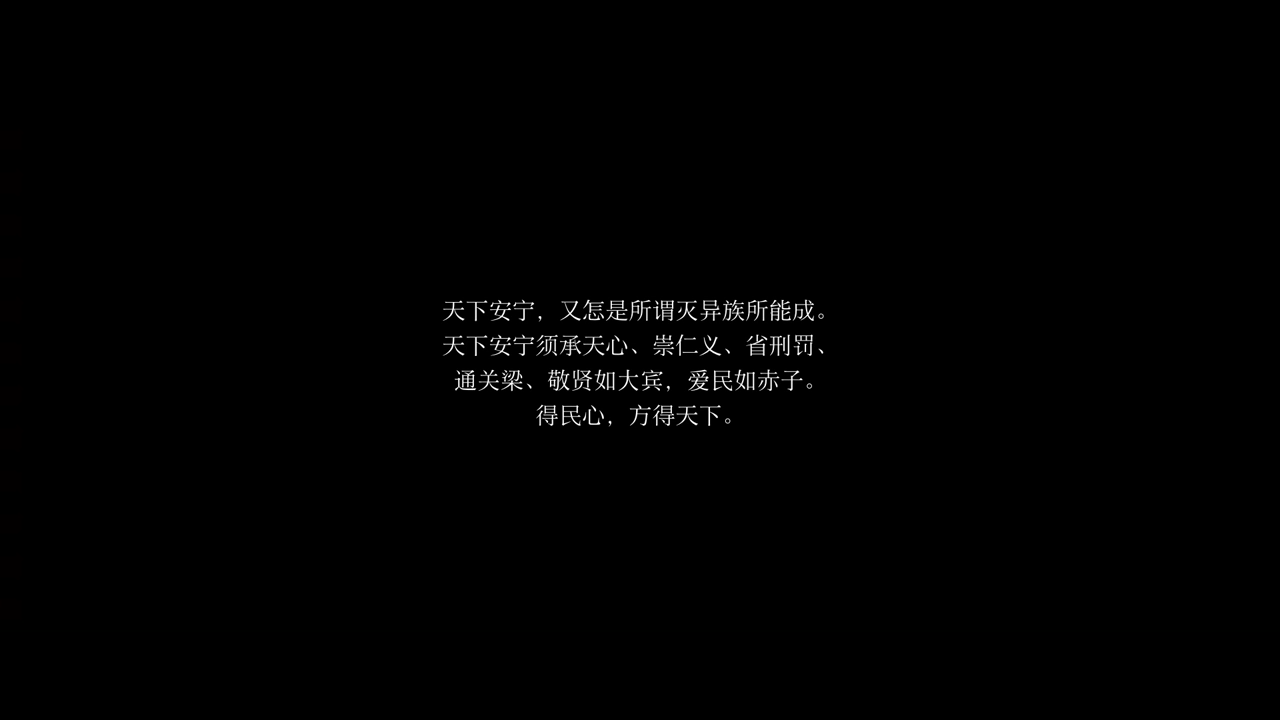 天下安宁，又怎是所谓灭异族所能成。
天下安宁须承天心、崇仁义、省刑罚、
通关梁、敬贤如大宾，爱民如赤子。
得民心，方得天下。